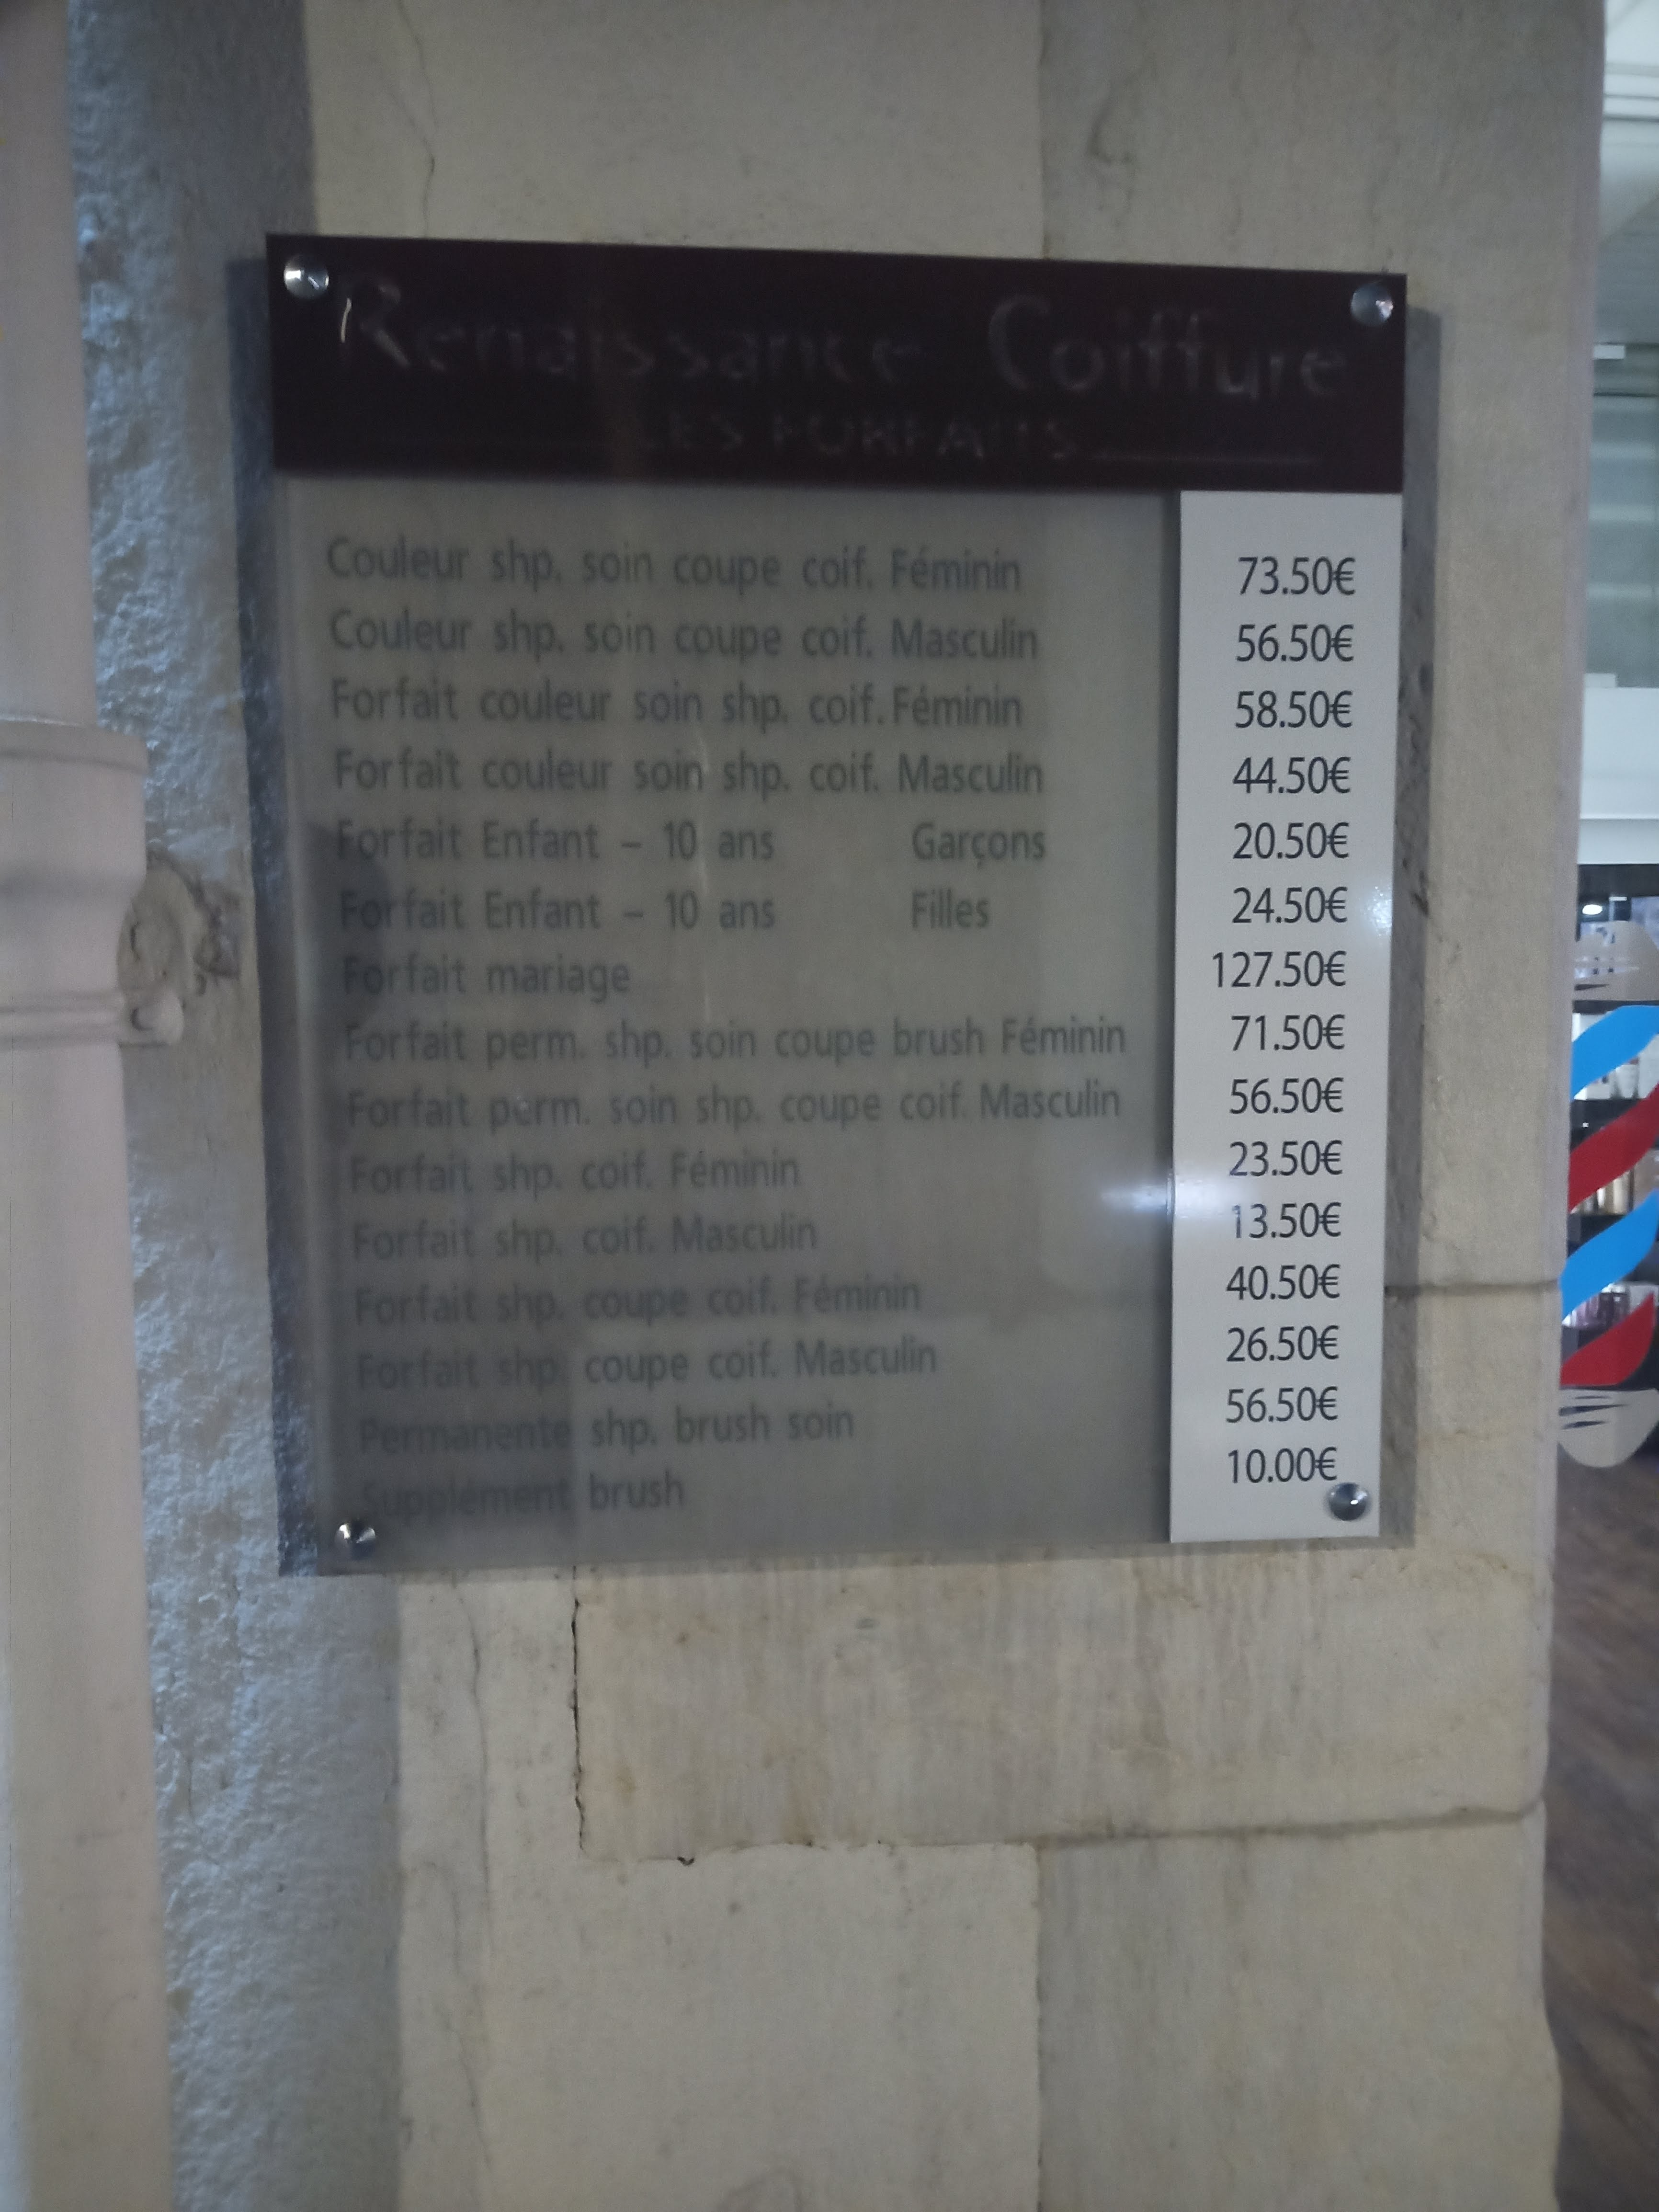 Renaissance Coiffure
LES FORFAITS
Couleur shp. soin coupe coif. Féminin 73.50€
Couleur shp. soin coupe coif. Masculin 56.50€
Forfait couleur soin shp. coif. Féminin 58.50€
Forfait couleur soin shp. coif. Masculin 44.50€
Forfait Enfant – 10 ans Garçons 20.50€
Forfait Enfant – 10 ans Filles 24.50€
Forfait mariage 127.50€
Forfait perm. shp. soin coupe brush Féminin 71.50€
Forfait perm. soin shp. coupe coif. Masculin 56.50€
Forfait shp. coif. Féminin 23.50€
Forfait shp. coif. Masculin 13.50€
Forfait shp. coupe coif. Féminin 40.50€
Forfait shp. coupe coif. Masculin 26.50€
Permanente shp. brush soin 56.50€
Supplément brush 10.00€